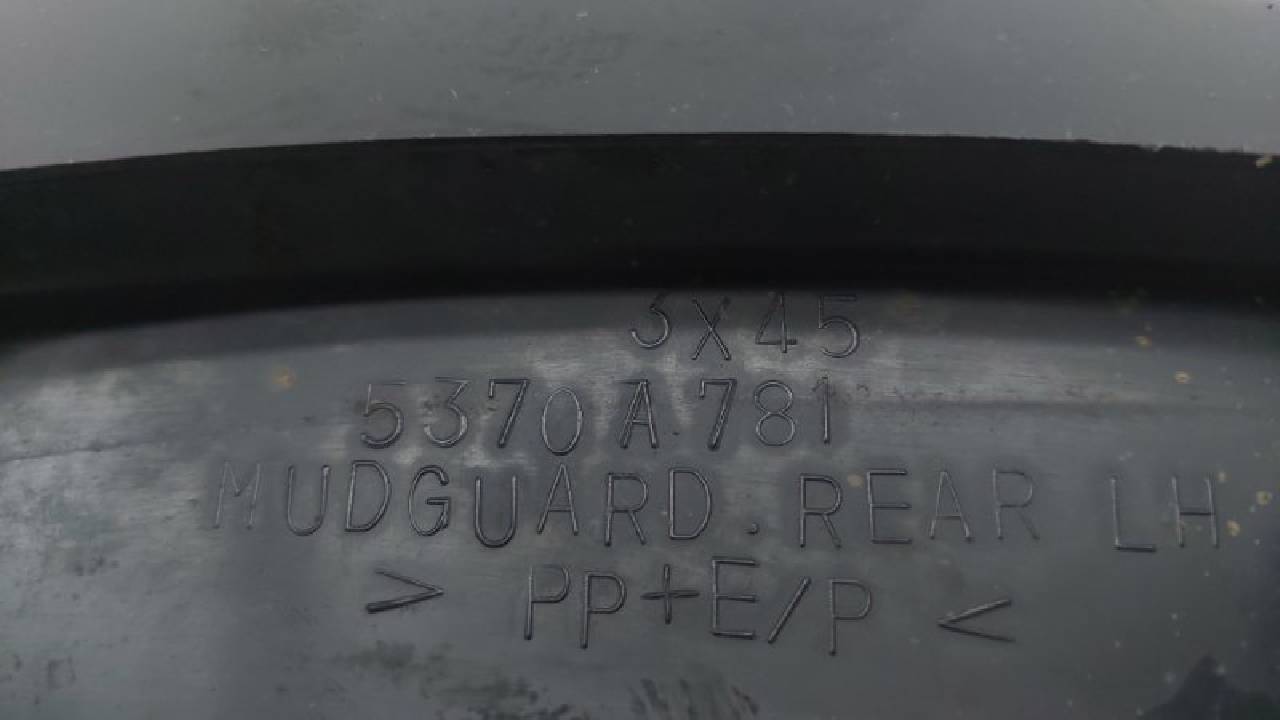 3X45
5370A781
MUDGUARD.REAR LH
> PP+E/P <